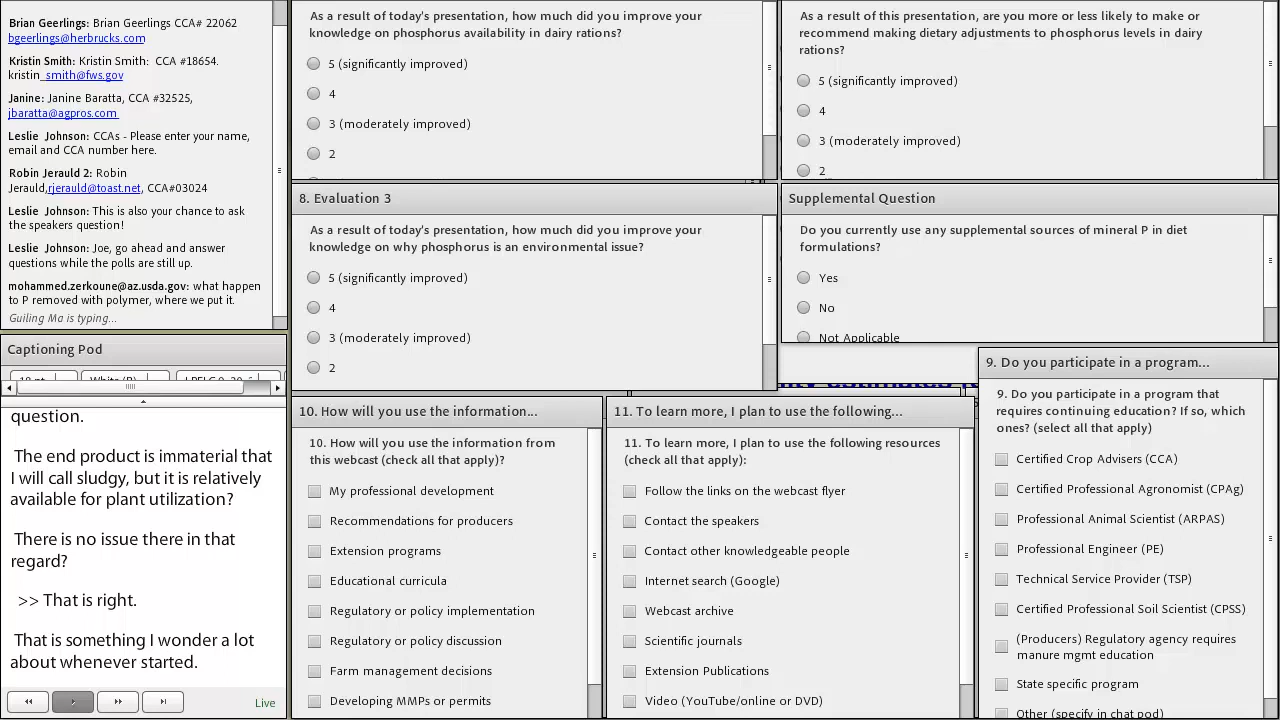 Brian Geerlings: Brian Geerlings CCA# 22062
bgeerlings@herbrucks.com
Kristin Smith: Kristin Smith: CCA #18654.
kristin_smith@fws.gov
Janine: Janine Baratta, CCA #32525,
jbaratta@agpros.com
Leslie Johnson: CCAs - Please enter your name,
email and CCA number here.
Robin Jerauld 2: Robin
Jerauld,rjerauld@toast.net, CCA#03024
Leslie Johnson: This is also your chance to ask
the speakers question!
Leslie Johnson: Joe, go ahead and answer
questions while the polls are still up.
mohammed.zerkoune@az.usda.gov: what happen
to P removed with polymer, where we put it.
Guiling Ma is typing...
Captioning Pod
question.
The end product is immaterial that
I will call sludgy, but it is relatively
available for plant utilization?
There is no issue there in that
regard?
>> That is right.
That is something I wonder a lot
about whenever started.
Live
As a result of today's presentation, how much did you improve your
knowledge on phosphorus availability in dairy rations?
5 (significantly improved)
4
3 (moderately improved)
2
As a result of this presentation, are you more or less likely to make or
recommend making dietary adjustments to phosphorus levels in dairy
rations?
5 (significantly improved)
4
3 (moderately improved)
2
8. Evaluation 3
As a result of today's presentation, how much did you improve your
knowledge on why phosphorus is an environmental issue?
5 (significantly improved)
4
3 (moderately improved)
2
Supplemental Question
Do you currently use any supplemental sources of mineral P in diet
formulations?
Yes
No
Not Applicable
10. How will you use the information...
10. How will you use the information from
this webcast (check all that apply)?
My professional development
Recommendations for producers
Extension programs
Educational curricula
Regulatory or policy implementation
Regulatory or policy discussion
Farm management decisions
Developing MMPs or permits
11. To learn more, I plan to use the following...
11. To learn more, I plan to use the following resources
(check all that apply):
Follow the links on the webcast flyer
Contact the speakers
Contact other knowledgeable people
Internet search (Google)
Webcast archive
Scientific journals
Extension Publications
Video (YouTube/online or DVD)
9. Do you participate in a program...
9. Do you participate in a program that
requires continuing education? If so, which
ones? (select all that apply)
Certified Crop Advisers (CCA)
Certified Professional Agronomist (CPAg)
Professional Animal Scientist (ARPAS)
Professional Engineer (PE)
Technical Service Provider (TSP)
Certified Professional Soil Scientist (CPSS)
(Producers) Regulatory agency requires
manure mgmt education
State specific program
Other (specify in chat pod)